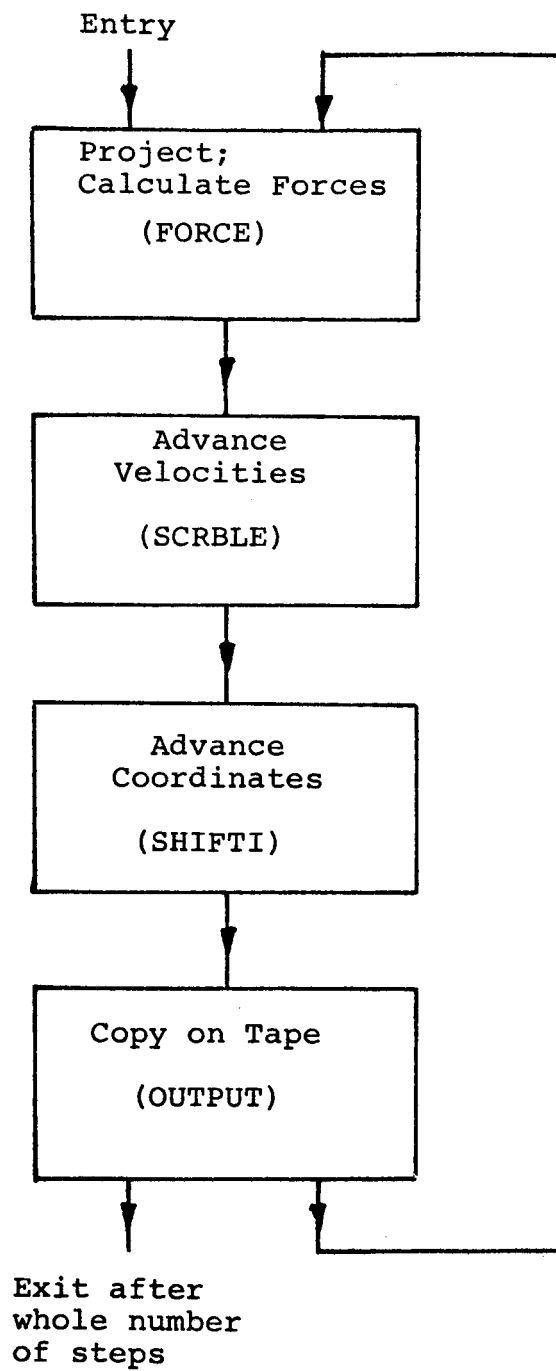 Entry
Project;
Calculate Forces
(FORCE)
Advance
Velocities
(SCRBLE)
Advance
Coordinates
(SHIFTI)
Copy on Tape
(OUTPUT)
Exit after
whole number
of steps